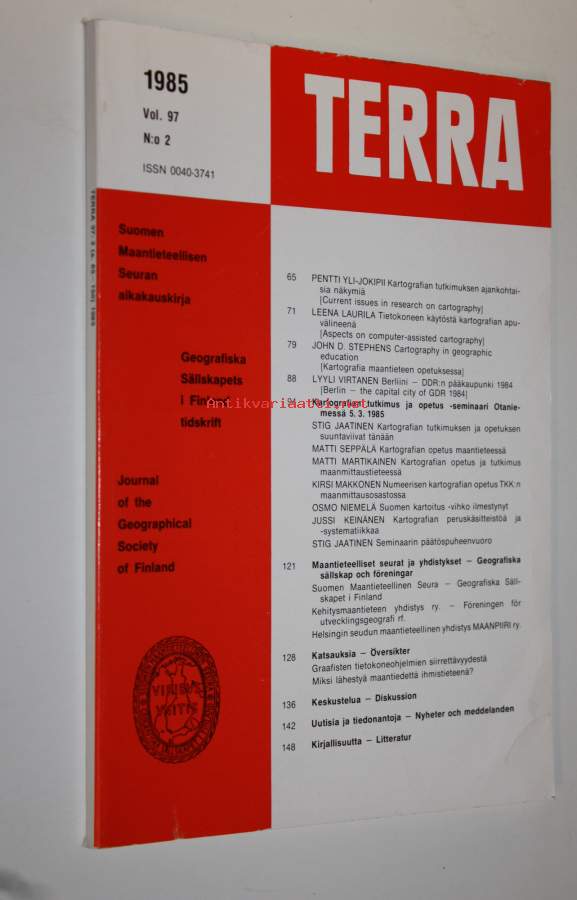 1985
Vol. 97
N:o 2
ISSN 0040-3741
TERRA
Suomen
Maantieteellisen
Seuran
aikakauskirja
Geografiska
Sällskapets
i Finland
tidskrift
Journal
of the
Geographical
Society
of Finland
VIRIBUS
UNITIS
65 PENTTI YLI-JOKIPII Kartografian tutkimuksen ajankohtai-
sia näkymiä
[Current issues in research on cartography]
71 LEENA LAURILA Tietokoneen käytöstä kartografian apu-
välineenä
[Aspects on computer-assisted cartography]
79 JOHN D. STEPHENS Cartography in geographic
education
[Kartografia maantieteen opetuksessa]
88 LYYLI VIRTANEN Berliini – DDR:n pääkaupunki 1984
[Berlin – the capital city of GDR 1984]
94 Kartografian tutkimus ja opetus -seminaari Otanie-
messä 5. 3. 1985
STIG JAATINEN Kartografian tutkimuksen ja opetuksen
suuntaviivat tänään
MATTI SEPPÄLÄ Kartografian opetus maantieteessä
MATTI MARTIKAINEN Kartografian opetus ja tutkimus
maanmittaustieteessä
KIRSI MAKKONEN Numeerisen kartografian opetus TKK:n
maanmittausosastossa
OSMO NIEMELÄ Suomen kartoitus -vihko ilmestynyt
JUSSI KEINÄNEN Kartografian peruskäsitteistöä ja
-systematiikkaa
STIG JAATINEN Seminaarin päätöspuheenvuoro
121 Maantieteelliset seurat ja yhdistykset – Geografiska
sällskap och föreningar
Suomen Maantieteellinen Seura – Geografiska Säll-
skapet i Finland
Kehitysmaantieteen yhdistys ry. – Föreningen för
utvecklingsgeografi rf.
Helsingin seudun maantieteellinen yhdistys MAANPIIRI ry.
128 Katsauksia – Översikter
Graafisten tietokoneohjelmien siirrettävyydestä
Miksi lähestyä maantiedettä ihmistieteenä?
136 Keskustelua – Diskussion
142 Uutisia ja tiedonantoja – Nyheter och meddelanden
148 Kirjallisuutta – Litteratur
Antikvariaatti.net